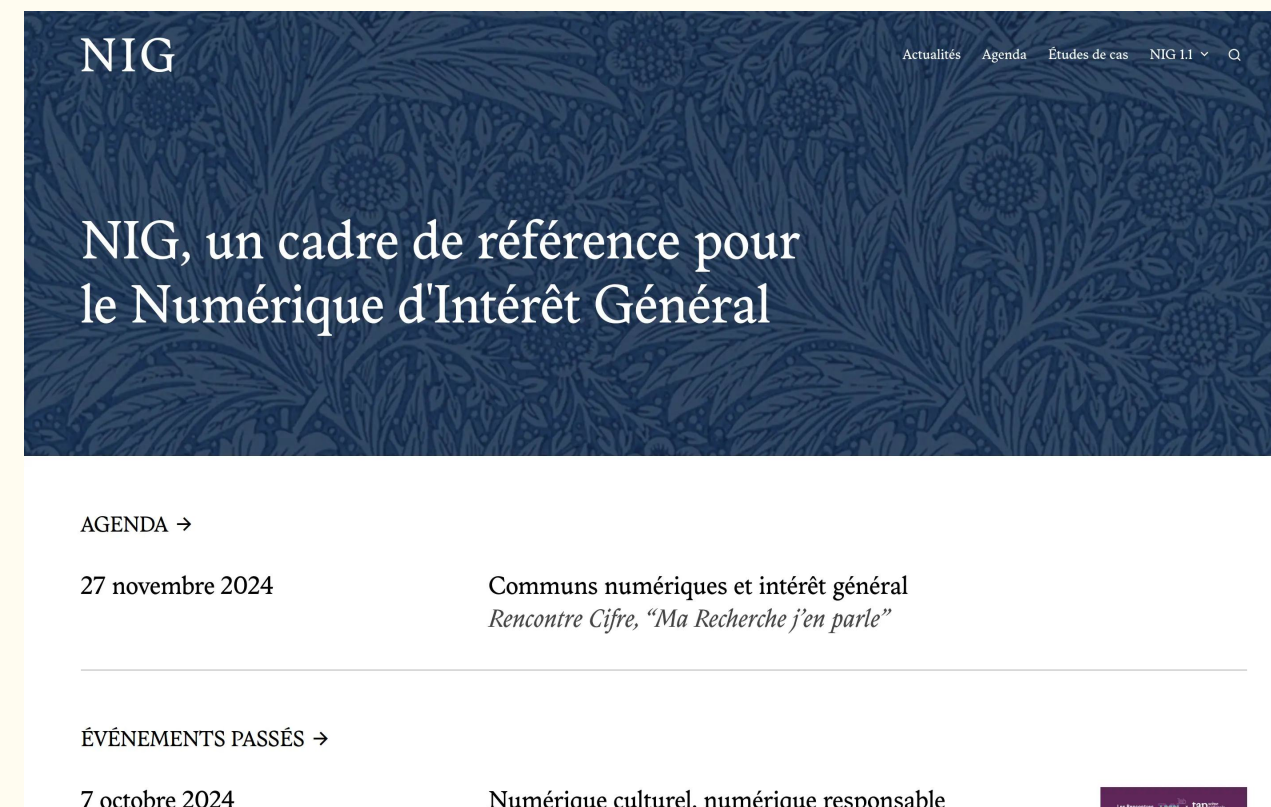 NIG
Actualités Agenda Études de cas NIG 1.1
NIG, un cadre de référence pour
le Numérique d'Intérêt Général
AGENDA →
27 novembre 2024
Communs numériques et intérêt général
Rencontre Cifre, “Ma Recherche j’en parle”
ÉVÉNEMENTS PASSÉS →
7 octobre 2024
Numérique culturel, numérique responsable